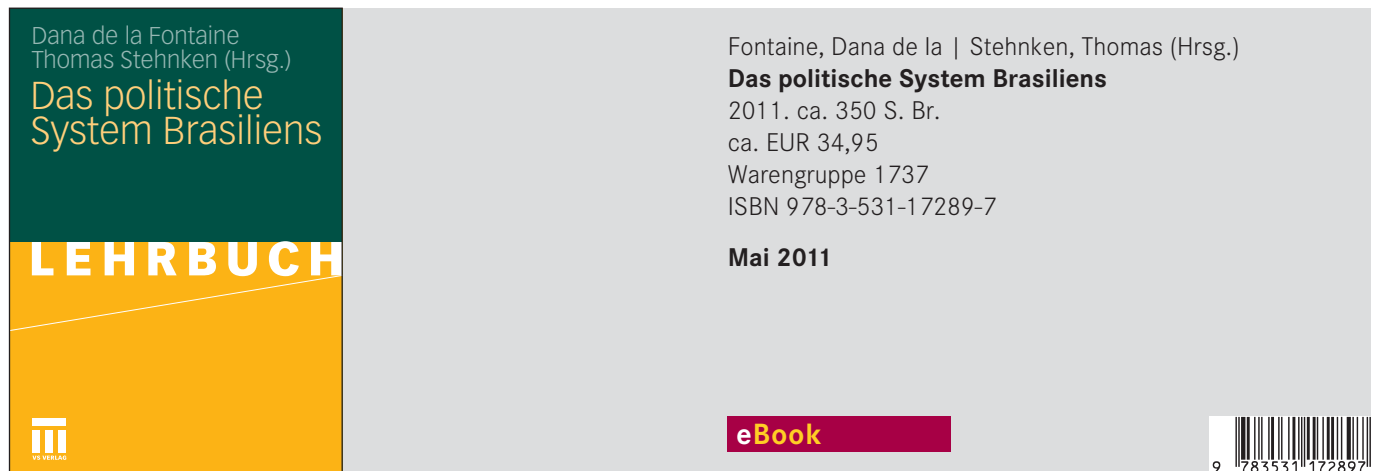 Dana de la Fontaine
Thomas Stehnken (Hrsg.)
Das politische
System Brasiliens
LEHRBUCH
VS VERLAG
Fontaine, Dana de la | Stehnken, Thomas (Hrsg.)
Das politische System Brasiliens
2011. ca. 350 S. Br.
ca. EUR 34,95
Warengruppe 1737
ISBN 978-3-531-17289-7
Mai 2011
eBook
9 783531 172897